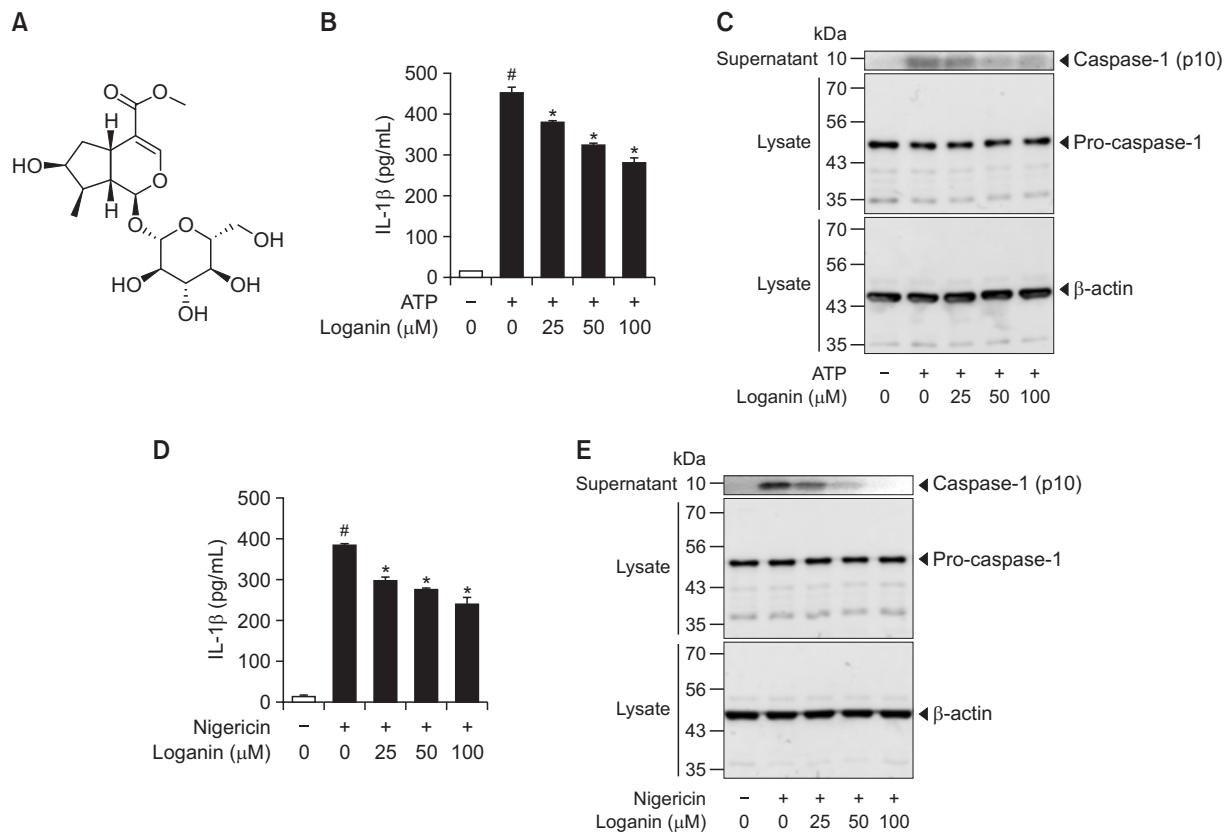 A
O
O
H
HO
O
H
O
O
OH
HO
OH
OH
B
500
400
300
200
100
0
IL-1β (pg/mL)
#
*
*
*
ATP − + + + +
Loganin (μM) 0 0 25 50 100
C
kDa
Supernatant 10 Caspase-1 (p10)
70
56
Lysate Pro-caspase-1
43
35
70
56
Lysate β-actin
43
35
ATP − + + + +
Loganin (μM) 0 0 25 50 100
D
500
400
300
200
100
0
IL-1β (pg/mL)
#
*
*
*
Nigericin − + + + +
Loganin (μM) 0 0 25 50 100
E
kDa
Supernatant 10 Caspase-1 (p10)
70
56
Lysate Pro-caspase-1
43
35
70
56
Lysate β-actin
43
35
Nigericin − + + + +
Loganin (μM) 0 0 25 50 100